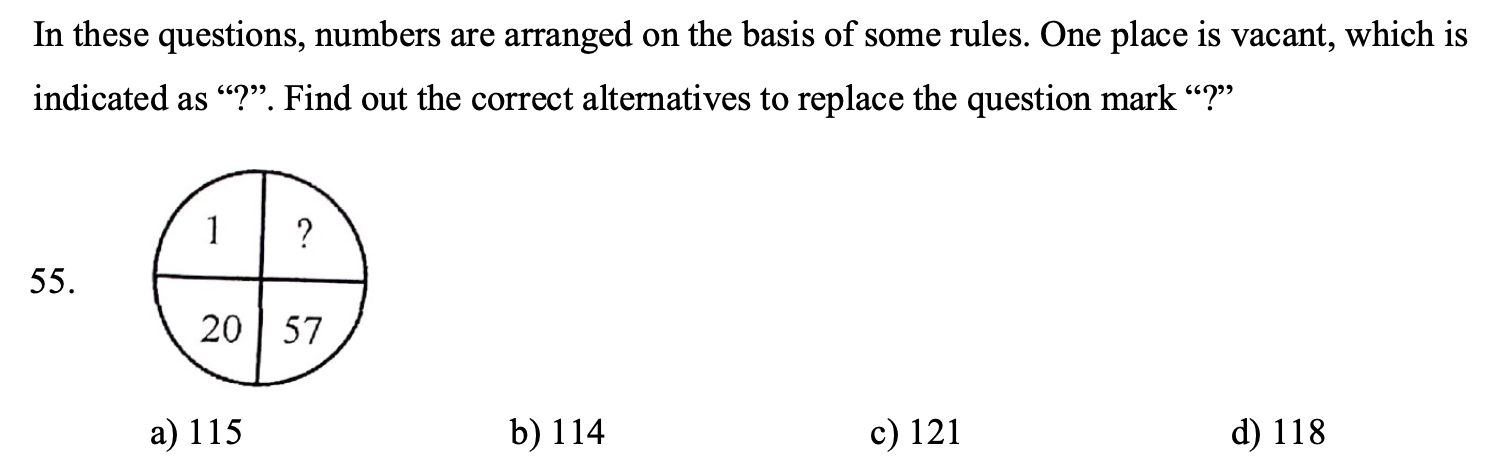 In these questions, numbers are arranged on the basis of some rules. One place is vacant, which is
indicated as “?”. Find out the correct alternatives to replace the question mark “?”
1 ?
55.
20 57
a) 115 b) 114 c) 121 d) 118